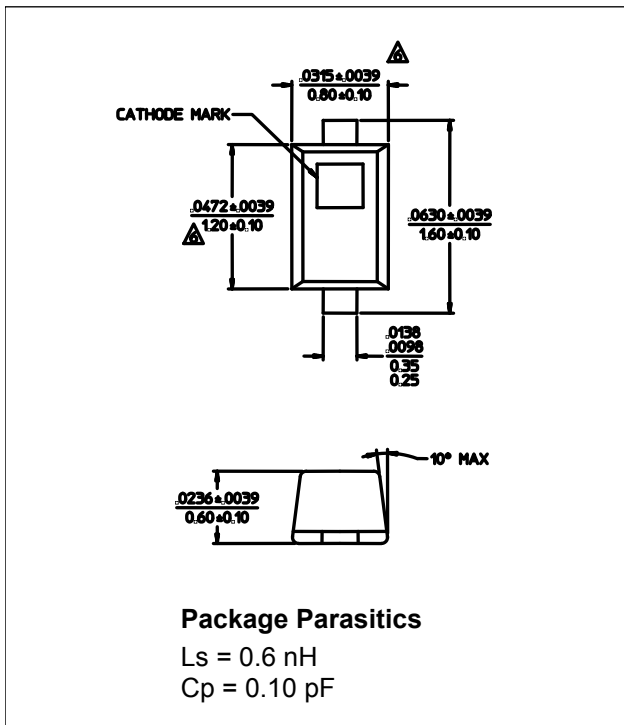 6
.0315±.0039
0.80±0.10
CATHODE MARK
.0472±.0039
1.20±0.10
6
.0630±.0039
1.60±0.10
.0138
.0098
0.35
0.25
10° MAX
.0236±.0039
0.60±0.10
Package Parasitics
Ls = 0.6 nH
Cp = 0.10 pF